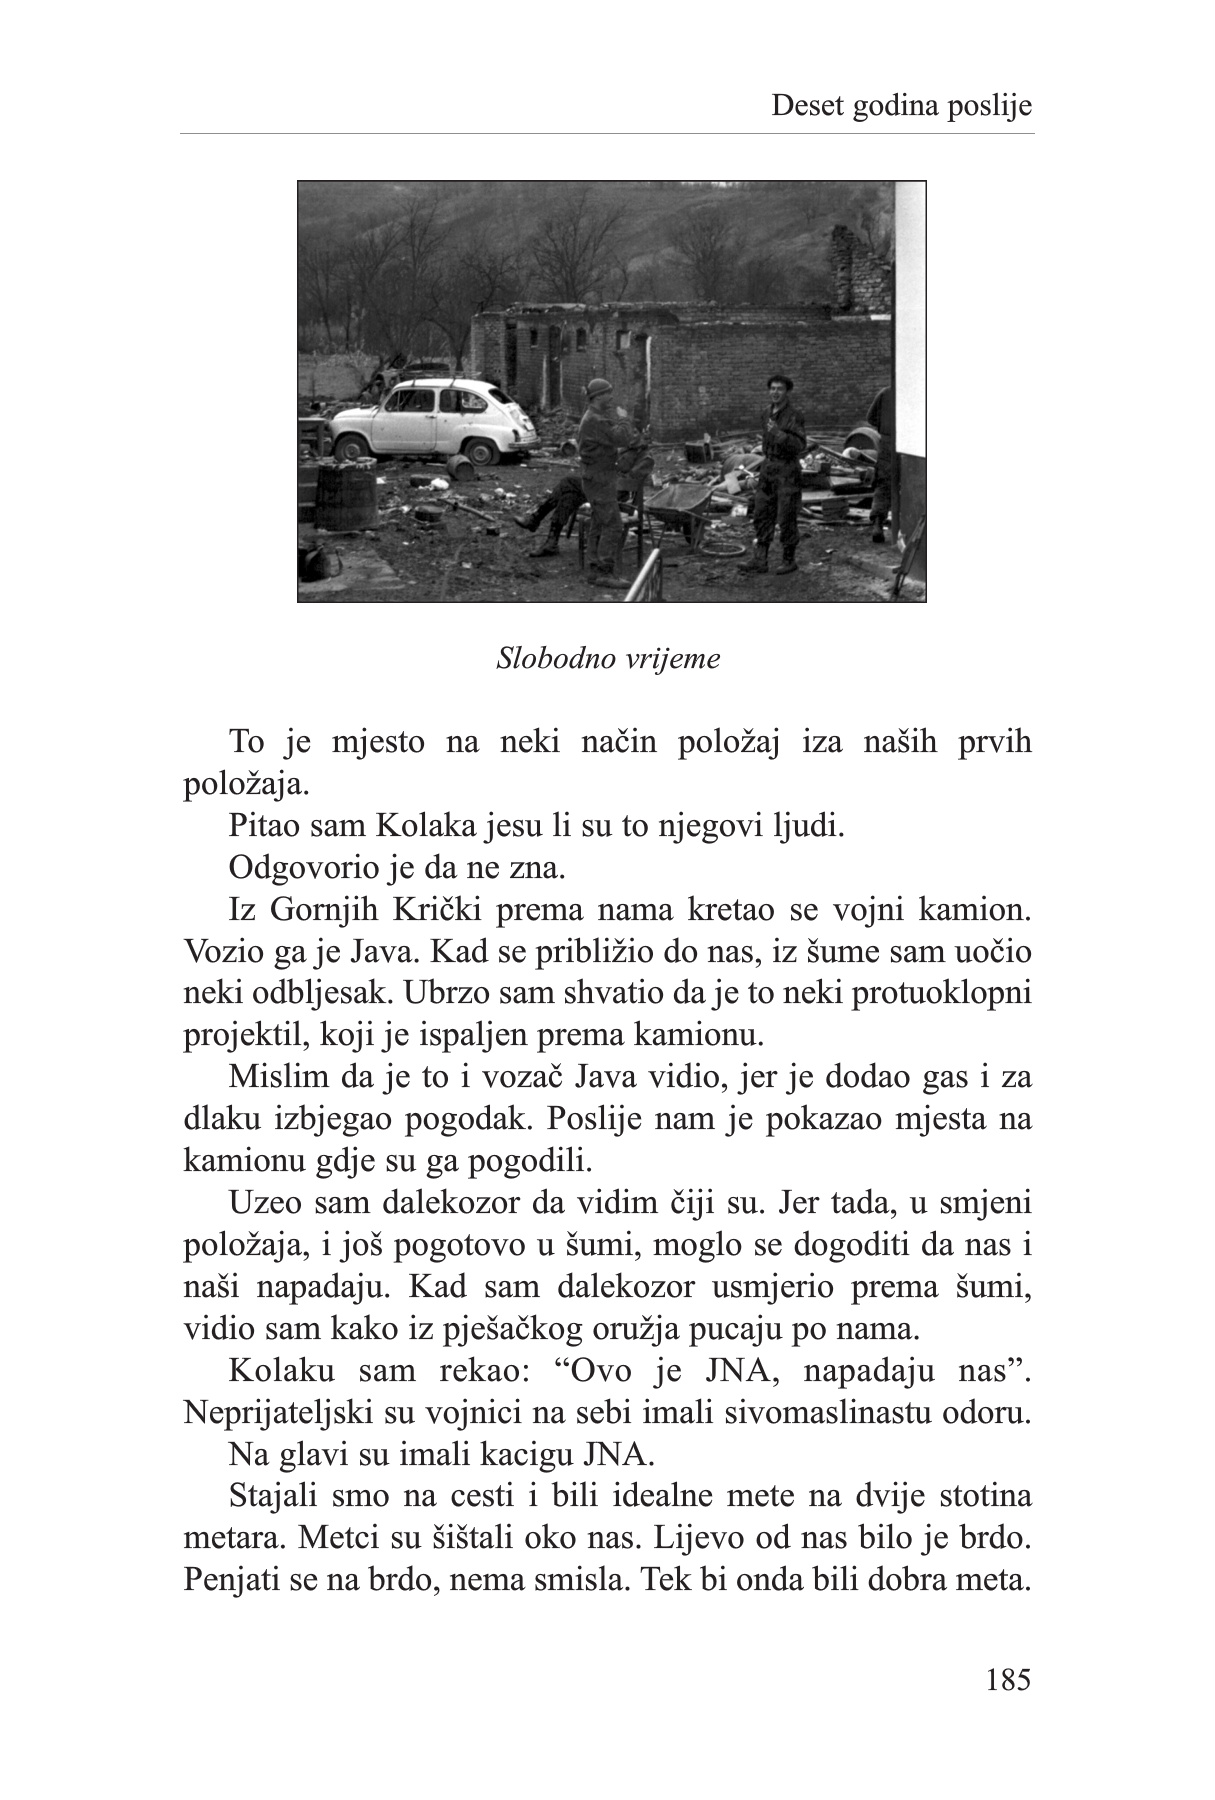 Deset godina poslije
Slobodno vrijeme
To je mjesto na neki način položaj iza naših prvih
položaja.
Pitao sam Kolaka jesu li su to njegovi ljudi.
Odgovorio je da ne zna.
Iz Gornjih Krički prema nama kretao se vojni kamion.
Vozio ga je Java. Kad se približio do nas, iz šume sam uočio
neki odbljesak. Ubrzo sam shvatio da je to neki protuoklopni
projektil, koji je ispaljen prema kamionu.
Mislim da je to i vozač Java vidio, jer je dodao gas i za
dlaku izbjegao pogodak. Poslije nam je pokazao mjesta na
kamionu gdje su ga pogodili.
Uzeo sam dalekozor da vidim čiji su. Jer tada, u smjeni
položaja, i još pogotovo u šumi, moglo se dogoditi da nas i
naši napadaju. Kad sam dalekozor usmjerio prema šumi,
vidio sam kako iz pješačkog oružja pucaju po nama.
Kolaku sam rekao: “Ovo je JNA, napadaju nas”.
Neprijateljski su vojnici na sebi imali sivomaslinastu odoru.
Na glavi su imali kacigu JNA.
Stajali smo na cesti i bili idealne mete na dvije stotina
metara. Metci su šištali oko nas. Lijevo od nas bilo je brdo.
Penjati se na brdo, nema smisla. Tek bi onda bili dobra meta.
185